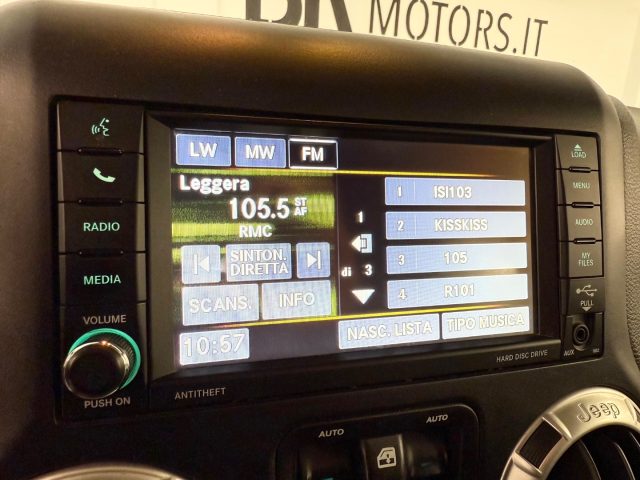 BK MOTORS.IT
LW MW FM
Leggera
105.5 ST AF
RMC
SINTON. DIRETTA
SCANS. INFO
10:57
1
di 3
1 ISI103
2 KISSKISS
3 105
4 R101
NASC. LISTA TIPO MUSICA
RADIO
MEDIA
VOLUME
PUSH ON
ANTITHEFT
HARD DISC DRIVE
LOAD
MENU
AUDIO
MY FILES
PULL
AUX
AUTO AUTO
Jeep